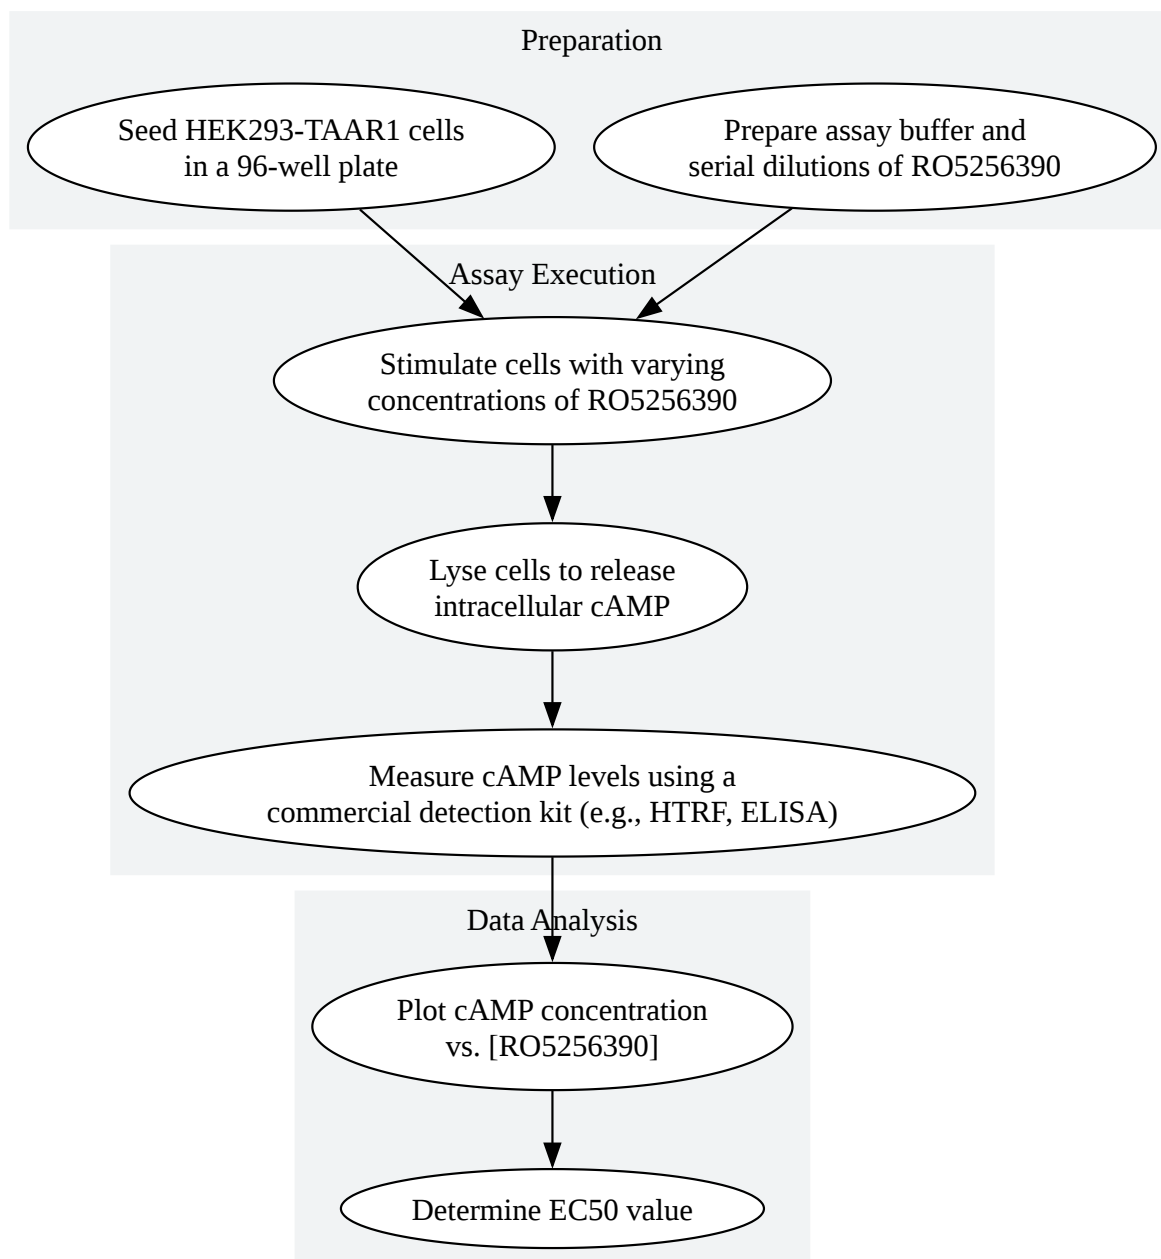 Preparation
Seed HEK293-TAAR1 cells
in a 96-well plate
Prepare assay buffer and
serial dilutions of RO5256390
Assay Execution
Stimulate cells with varying
concentrations of RO5256390
Lyse cells to release
intracellular cAMP
Measure cAMP levels using a
commercial detection kit (e.g., HTRF, ELISA)
Data Analysis
Plot cAMP concentration
vs. [RO5256390]
Determine EC50 value